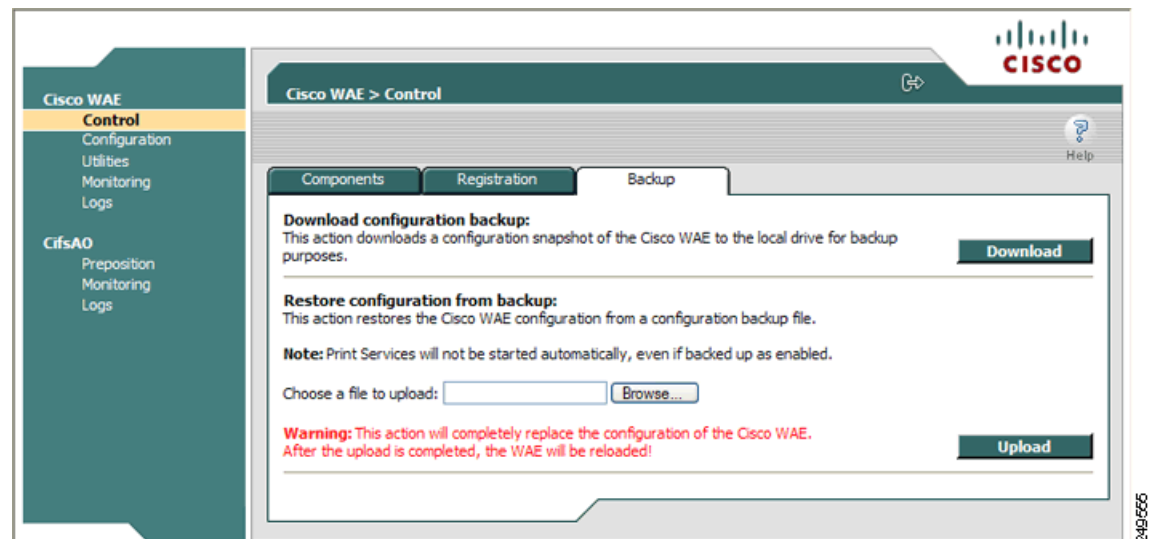 CISCO
Cisco WAE
Control
Configuration
Utilities
Monitoring
Logs
CifsAO
Preposition
Monitoring
Logs
Cisco WAE > Control
Help
Components
Registration
Backup
Download configuration backup:
This action downloads a configuration snapshot of the Cisco WAE to the local drive for backup
purposes.
Download
Restore configuration from backup:
This action restores the Cisco WAE configuration from a configuration backup file.
Note: Print Services will not be started automatically, even if backed up as enabled.
Choose a file to upload:
Browse...
Warning: This action will completely replace the configuration of the Cisco WAE.
After the upload is completed, the WAE will be reloaded!
Upload
249555